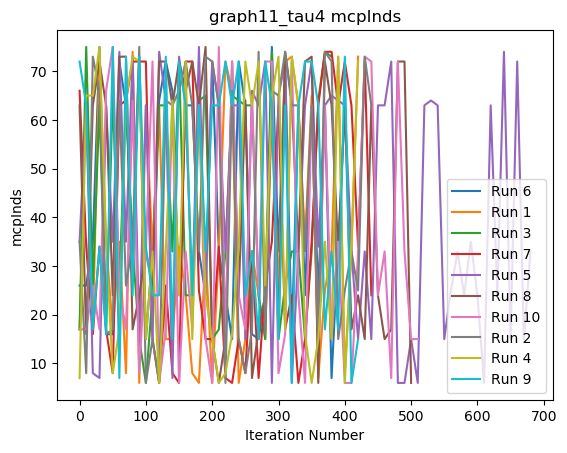 graph11_tau4 mcpInds
mcpInds
70
60
50
40
30
20
10
0
100
200
300
400
500
600
700
Iteration Number
Run 6
Run 1
Run 3
Run 7
Run 5
Run 8
Run 10
Run 2
Run 4
Run 9